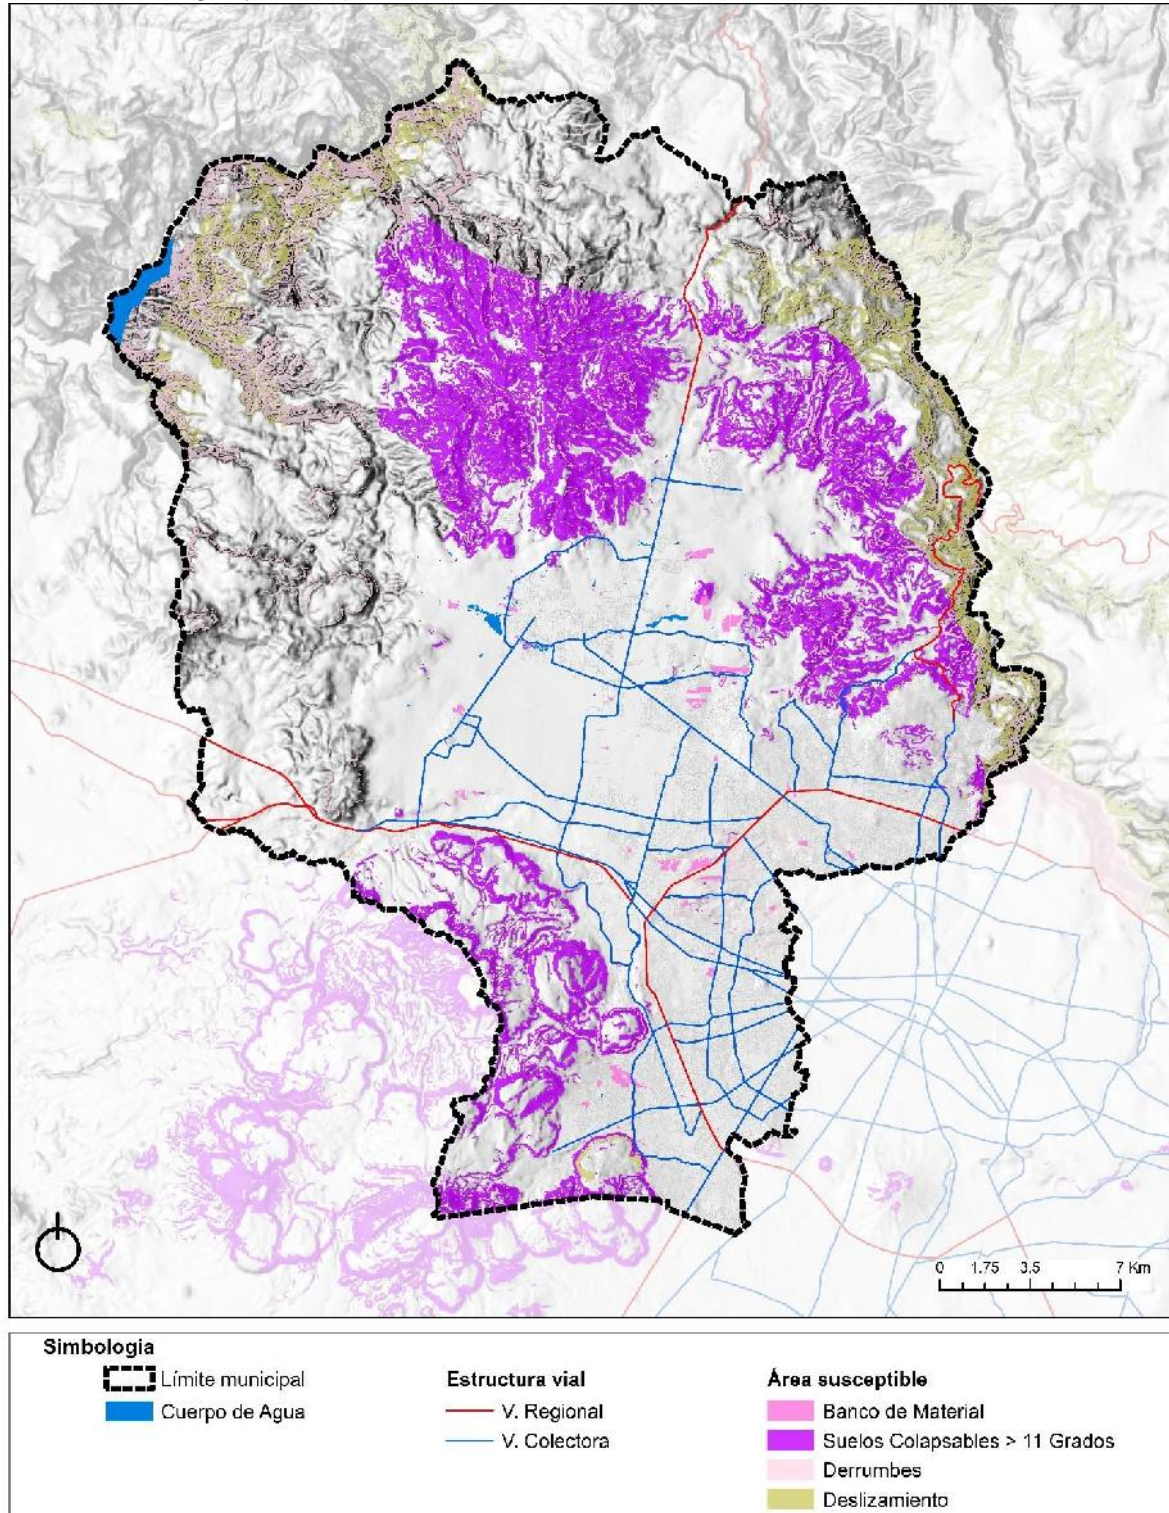 0 1.75 3.5 7 Km
Simbologia
Límite municipal
Cuerpo de Agua
Estructura vial
V. Regional
V. Colectora
Área susceptible
Banco de Material
Suelos Colapsables > 11 Grados
Derrumbes
Deslizamiento